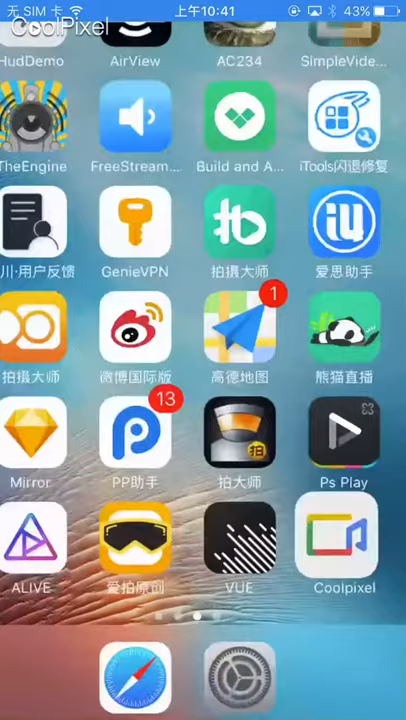 无 SIM 卡 上午10:41 43%
CoolPixel
HudDemo AirView AC234 SimpleVide...
TheEngine FreeStream... Build and A... iTools闪退修复
川·用户反馈 GenieVPN 拍摄大师 爱思助手
1
拍摄大师 微博国际版 高德地图 熊猫直播
13
拍
Mirror PP助手 拍大师 Ps Play
ALIVE 爱拍原创 VUE Coolpixel